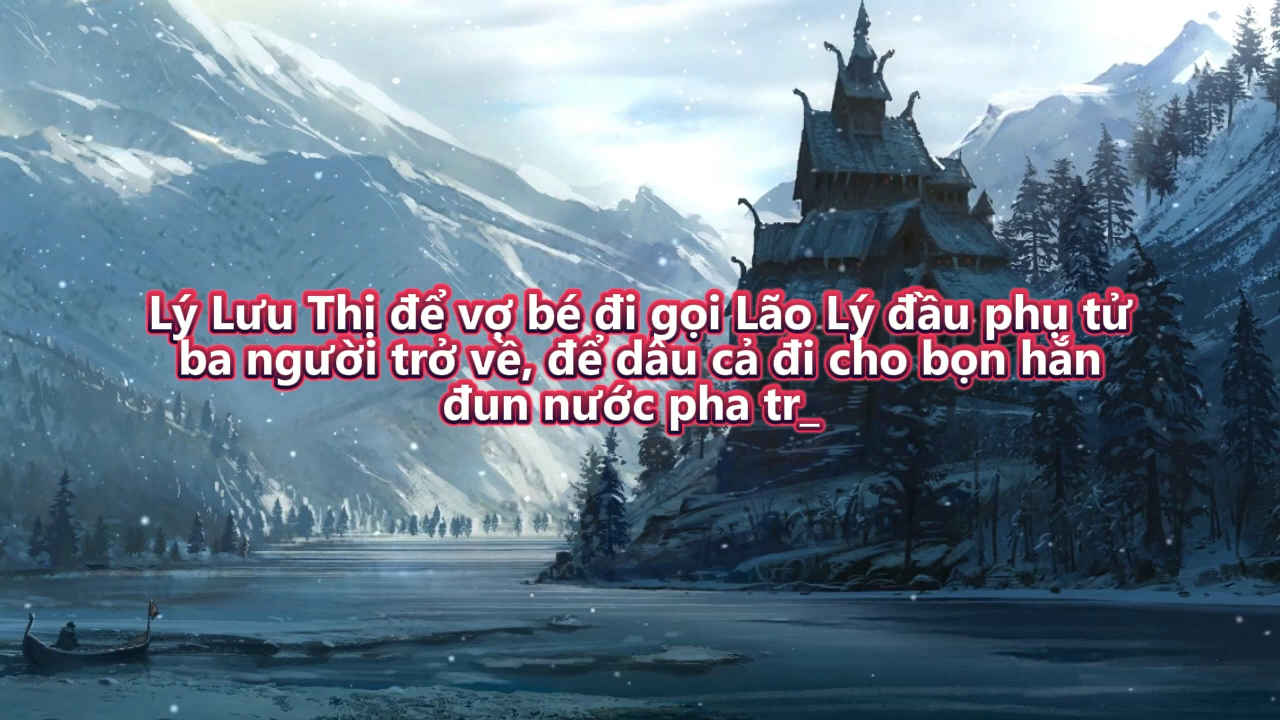 Lý Lưu Thị để vợ bé đi gọi Lão Lý đầu phụ tử
ba người trở về, để dâu cả đi cho bọn hắn
đun nước pha tr_